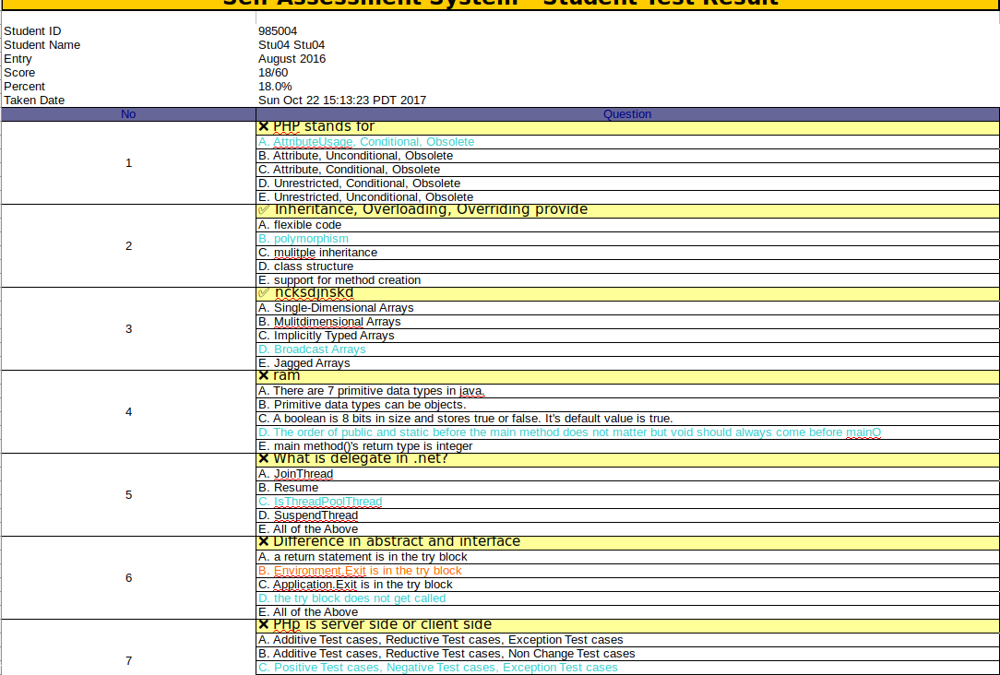 Self Assessment System - Student Test Result
Student ID 985004
Student Name Stu04 Stu04
Entry August 2016
Score 18/60
Percent 18.0%
Taken Date Sun Oct 22 15:13:23 PDT 2017
No Question
1
❌ PHP stands for
A. AttributeUsage, Conditional, Obsolete
B. Attribute, Unconditional, Obsolete
C. Attribute, Conditional, Obsolete
D. Unrestricted, Conditional, Obsolete
E. Unrestricted, Unconditional, Obsolete
2
✅ Inheritance, Overloading, Overriding provide
A. flexible code
B. polymorphism
C. mulitple inheritance
D. class structure
E. support for method creation
3
✅ ncksdjnskd
A. Single-Dimensional Arrays
B. Mulitdimensional Arrays
C. Implicitly Typed Arrays
D. Broadcast Arrays
E. Jagged Arrays
4
❌ ram
A. There are 7 primitive data types in java.
B. Primitive data types can be objects.
C. A boolean is 8 bits in size and stores true or false. It's default value is true.
D. The order of public and static before the main method does not matter but void should always come before main()
E. main method()'s return type is integer
5
❌ What is delegate in .net?
A. JoinThread
B. Resume
C. IsThreadPoolThread
D. SuspendThread
E. All of the Above
6
❌ Difference in abstract and interface
A. a return statement is in the try block
B. Environment.Exit is in the try block
C. Application.Exit is in the try block
D. the try block does not get called
E. All of the Above
7
❌ PHp is server side or client side
A. Additive Test cases, Reductive Test cases, Exception Test cases
B. Additive Test cases, Reductive Test cases, Non Change Test cases
C. Positive Test cases, Negative Test cases, Exception Test cases